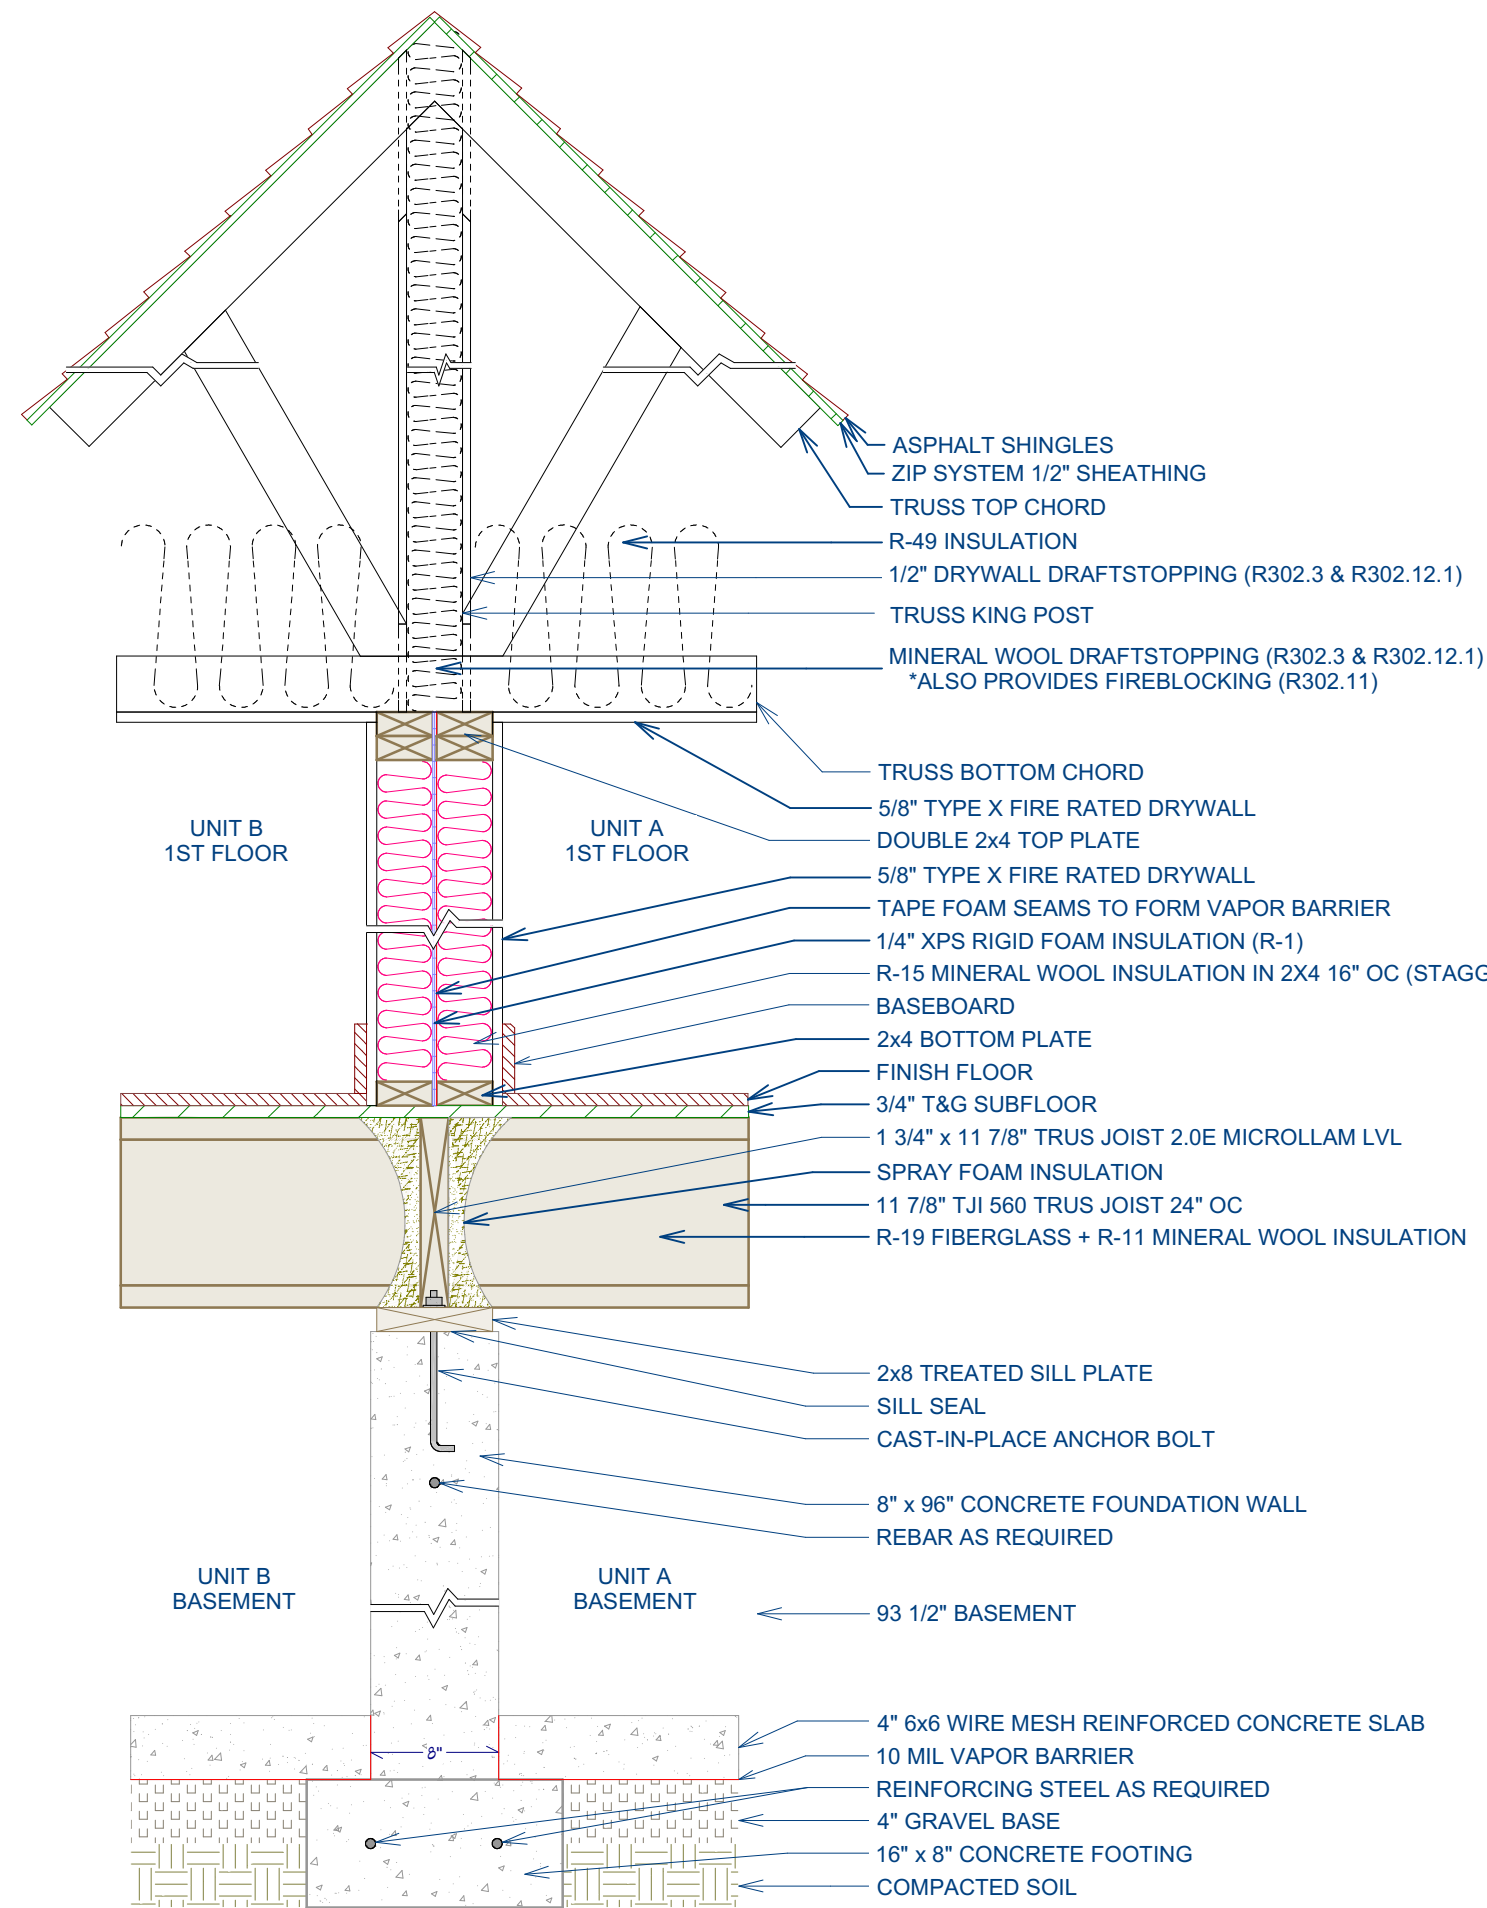 ASPHALT SHINGLES
ZIP SYSTEM 1/2" SHEATHING
TRUSS TOP CHORD
R-49 INSULATION
1/2" DRYWALL DRAFTSTOPPING (R302.3 & R302.12.1)
TRUSS KING POST
MINERAL WOOL DRAFTSTOPPING (R302.3 & R302.12.1)
*ALSO PROVIDES FIREBLOCKING (R302.11)
TRUSS BOTTOM CHORD
5/8" TYPE X FIRE RATED DRYWALL
UNIT B
1ST FLOOR
UNIT A
1ST FLOOR
DOUBLE 2x4 TOP PLATE
5/8" TYPE X FIRE RATED DRYWALL
TAPE FOAM SEAMS TO FORM VAPOR BARRIER
1/4" XPS RIGID FOAM INSULATION (R-1)
R-15 MINERAL WOOL INSULATION IN 2X4 16" OC (STAGG
BASEBOARD
2x4 BOTTOM PLATE
FINISH FLOOR
3/4" T&G SUBFLOOR
1 3/4" x 11 7/8" TRUS JOIST 2.0E MICROLLAM LVL
SPRAY FOAM INSULATION
11 7/8" TJI 560 TRUS JOIST 24" OC
R-19 FIBERGLASS + R-11 MINERAL WOOL INSULATION
2x8 TREATED SILL PLATE
SILL SEAL
CAST-IN-PLACE ANCHOR BOLT
8" x 96" CONCRETE FOUNDATION WALL
REBAR AS REQUIRED
UNIT B
BASEMENT
UNIT A
BASEMENT
93 1/2" BASEMENT
4" 6x6 WIRE MESH REINFORCED CONCRETE SLAB
8"
10 MIL VAPOR BARRIER
REINFORCING STEEL AS REQUIRED
4" GRAVEL BASE
16" x 8" CONCRETE FOOTING
COMPACTED SOIL